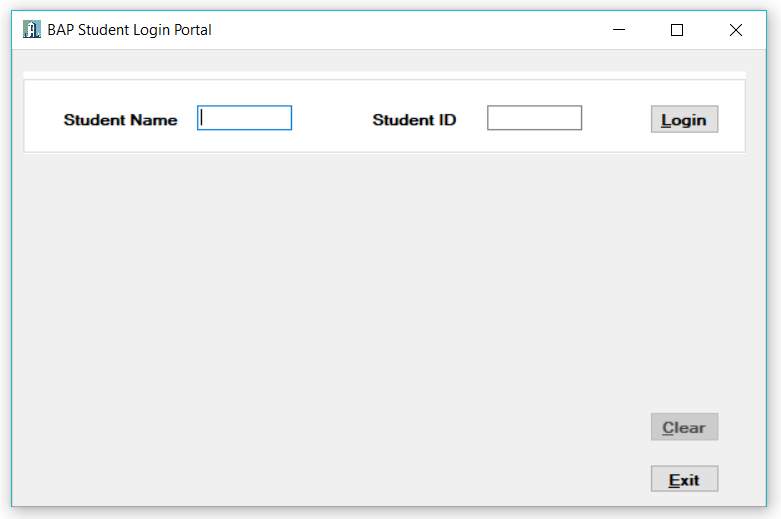 BAP Student Login Portal
Student Name Student ID Login
Clear
Exit